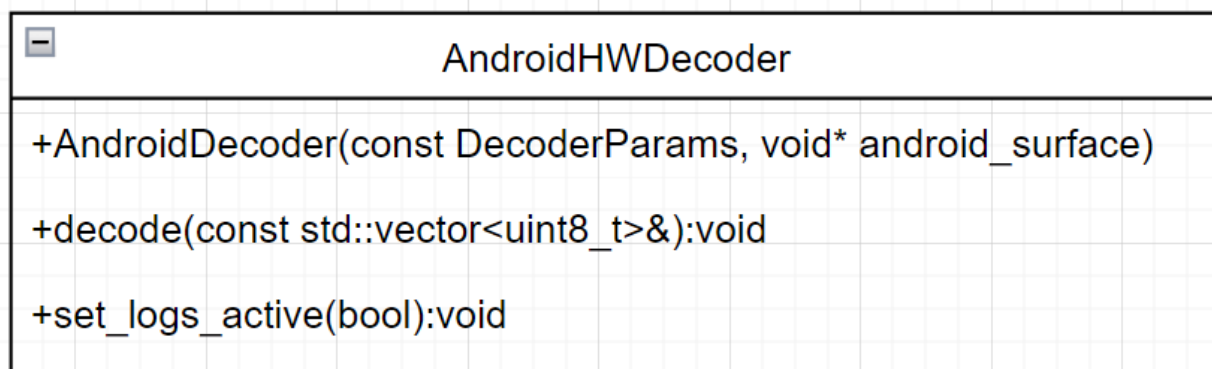 AndroidHWDecoder
+AndroidDecoder(const DecoderParams, void* android_surface)
+decode(const std::vector<uint8_t>&):void
+set_logs_active(bool):void